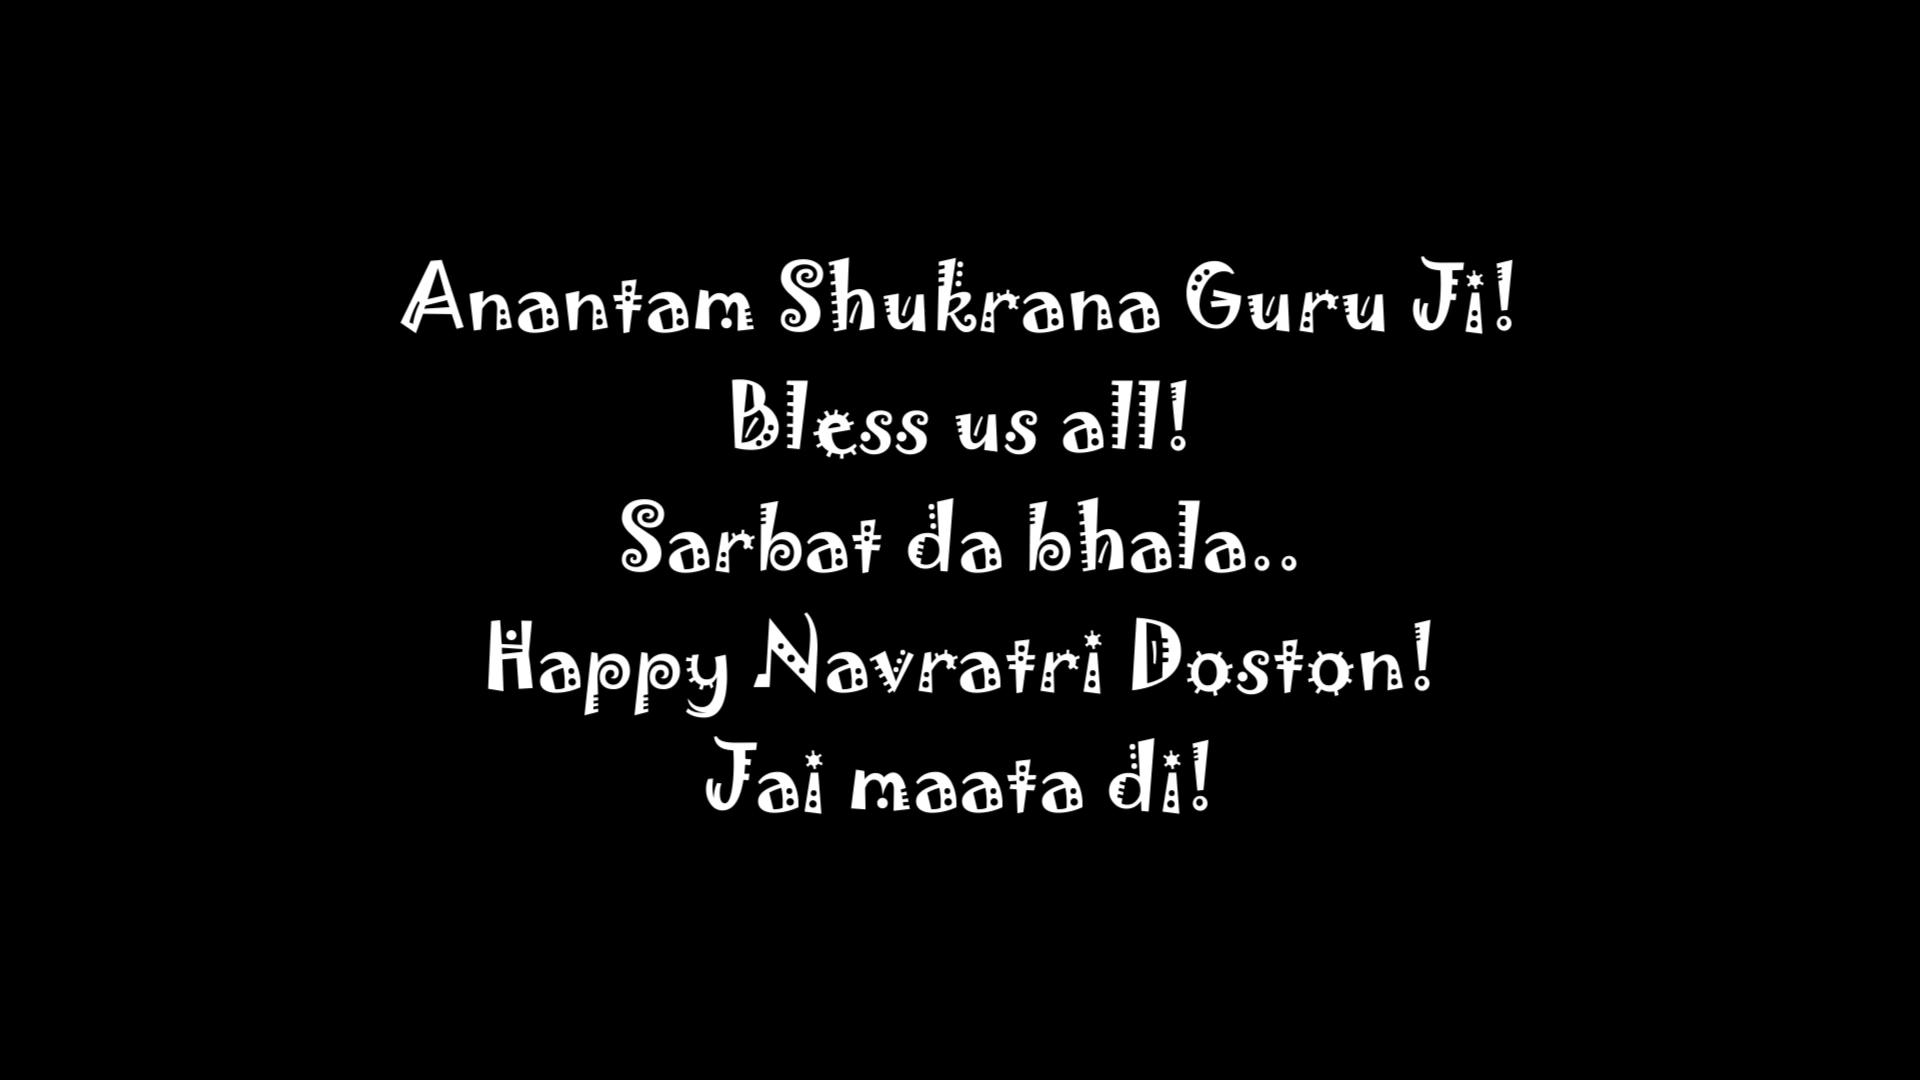 Anantam Shukrana Guru Ji!
Bless us all!
Sarbat da bhala..
Happy Navratri Doston!
Jai maata di!